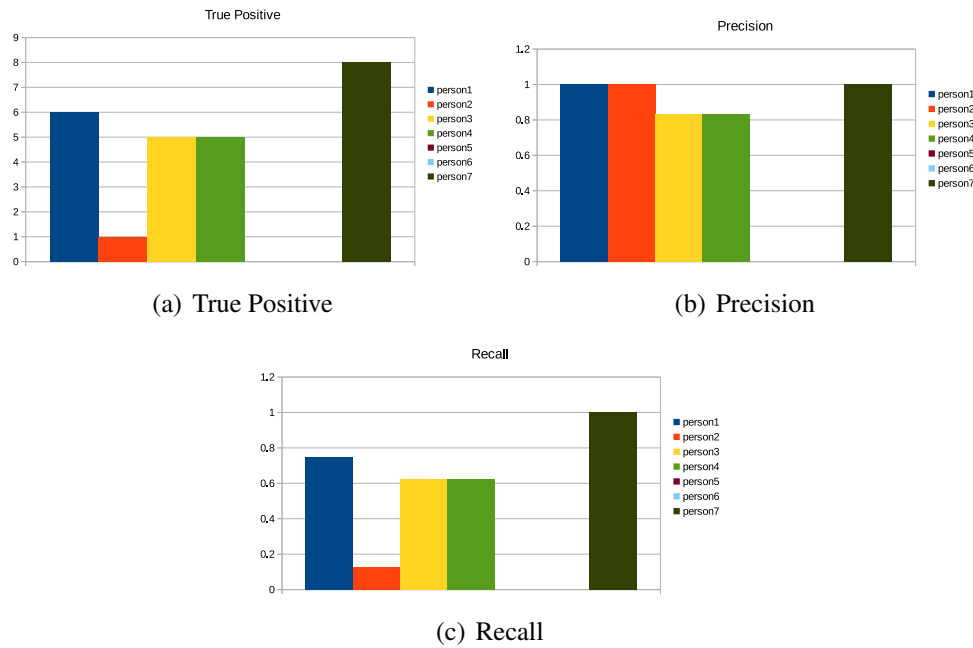 True Positive
9
8
7
6
5
4
3
2
1
0
person1
person2
person3
person4
person5
person6
person7
(a) True Positive
Precision
1.2
1
0.8
0.6
0.4
0.2
0
person1
person2
person3
person4
person5
person6
person7
(b) Precision
Recall
1.2
1
0.8
0.6
0.4
0.2
0
person1
person2
person3
person4
person5
person6
person7
(c) Recall